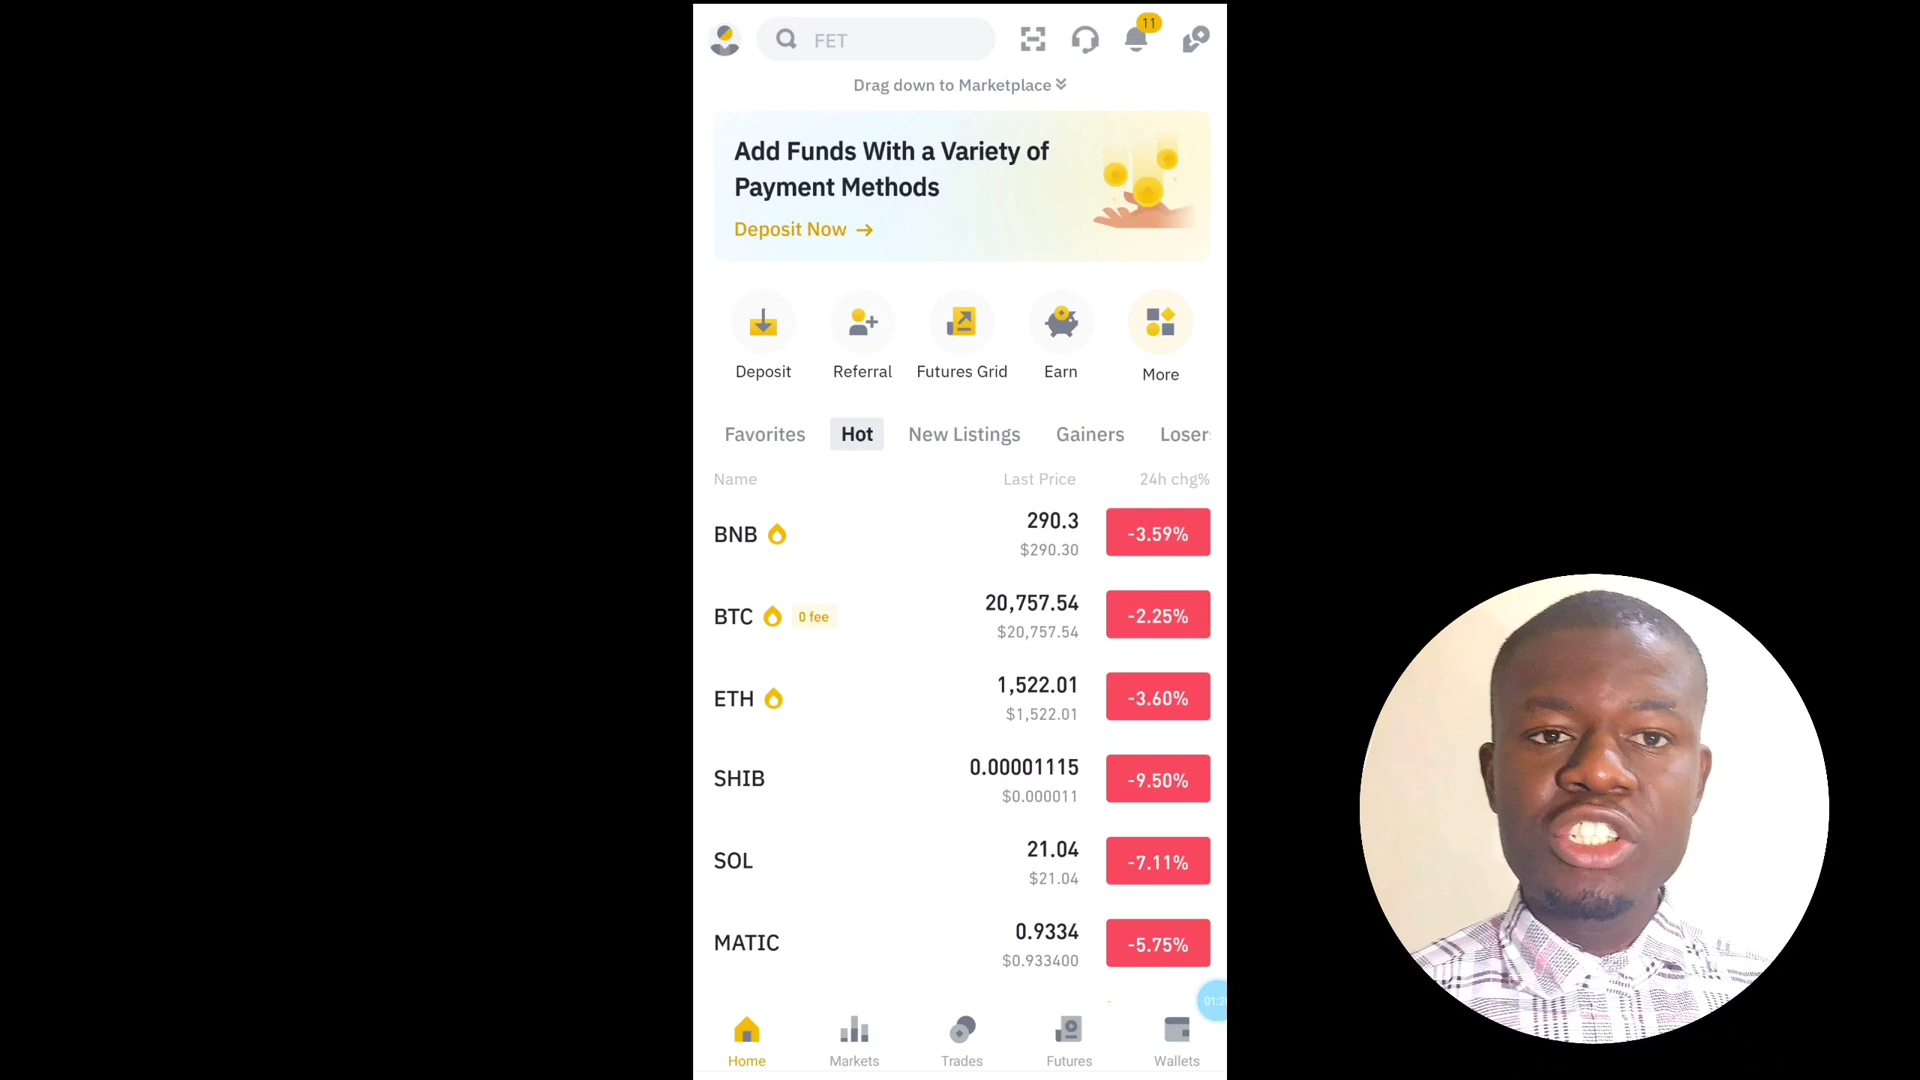 FET
11
Drag down to Marketplace
Add Funds With a Variety of
Payment Methods
Deposit Now →
Deposit
Referral
Futures Grid
Earn
More
Favorites
Hot
New Listings
Gainers
Loser
Name
Last Price
24h chg%
BNB
290.3
$290.30
-3.59%
BTC
0 fee
20,757.54
$20,757.54
-2.25%
ETH
1,522.01
$1,522.01
-3.60%
SHIB
0.00001115
$0.000011
-9.50%
SOL
21.04
$21.04
-7.11%
MATIC
0.9334
$0.933400
-5.75%
Home
Markets
Trades
Futures
Wallets